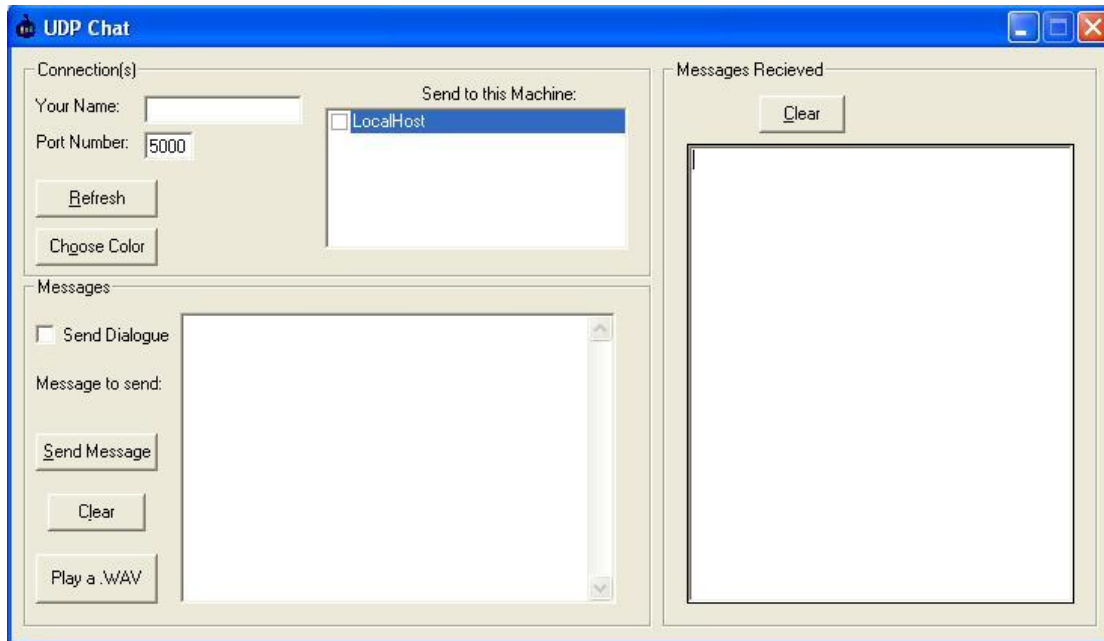 UDP Chat
Connection(s)
Your Name:
Port Number: 5000
Refresh
Choose Color
Send to this Machine:
LocalHost
Messages
Send Dialogue
Message to send:
Send Message
Clear
Play a .WAV
Messages Recieved
Clear